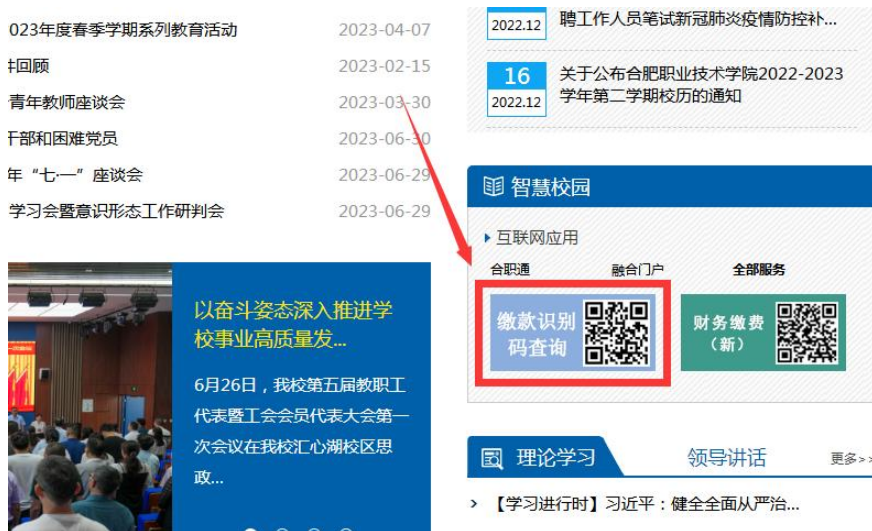 023年度春季学期系列教育活动 2023-04-07
回顾 2023-02-15
青年教师座谈会 2023-03-30
干部和困难党员 2023-06-30
年“七·一”座谈会 2023-06-29
学习会暨意识形态工作研判会 2023-06-29
以奋斗姿态深入推进学
校事业高质量发...
6月26日，我校第五届教职工
代表暨工会会员代表大会第一
次会议在我校汇心湖校区思
政...
2022.12
聘工作人员笔试新冠肺炎疫情防控补...
16
2022.12
关于公布合肥职业技术学院2022-2023
学年第二学期校历的通知
智慧校园
互联网应用
合职通 融合门户 全部服务
缴款识别
码查询
财务缴费
（新）
理论学习 领导讲话 更多>>
【学习进行时】习近平：健全全面从严治...